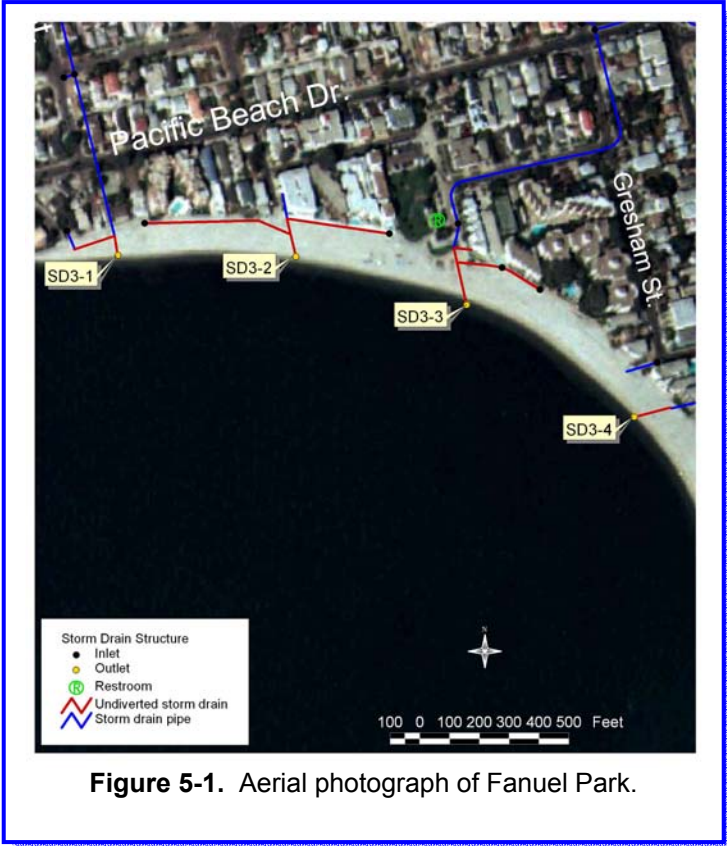 Pacific Beach Dr.
Gresham St.
R
SD3-1
SD3-2
SD3-3
SD3-4
Storm Drain Structure
Inlet
Outlet
R Restroom
Undiverted storm drain
Storm drain pipe
N
100 0 100 200 300 400 500 Feet
Figure 5-1. Aerial photograph of Fanuel Park.